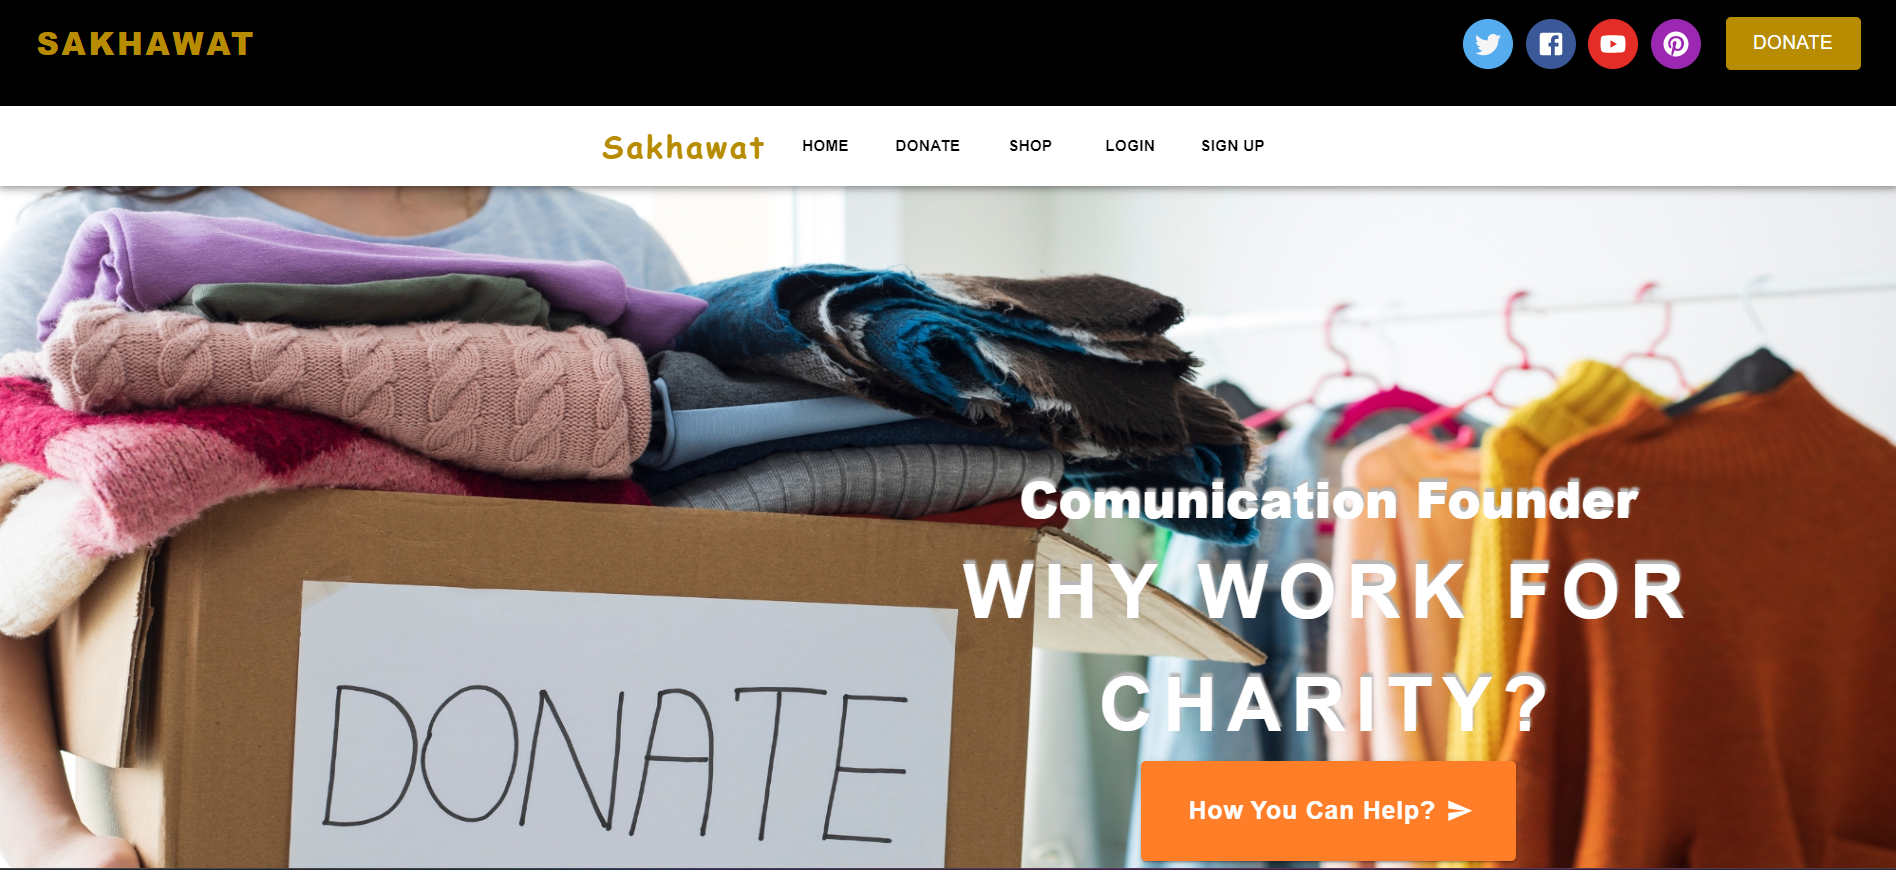 SAKHAWAT
DONATE
Sakhawat HOME DONATE SHOP LOGIN SIGN UP
Comunication Founder
WHY WORK FOR
CHARITY?
How You Can Help?
DONATE